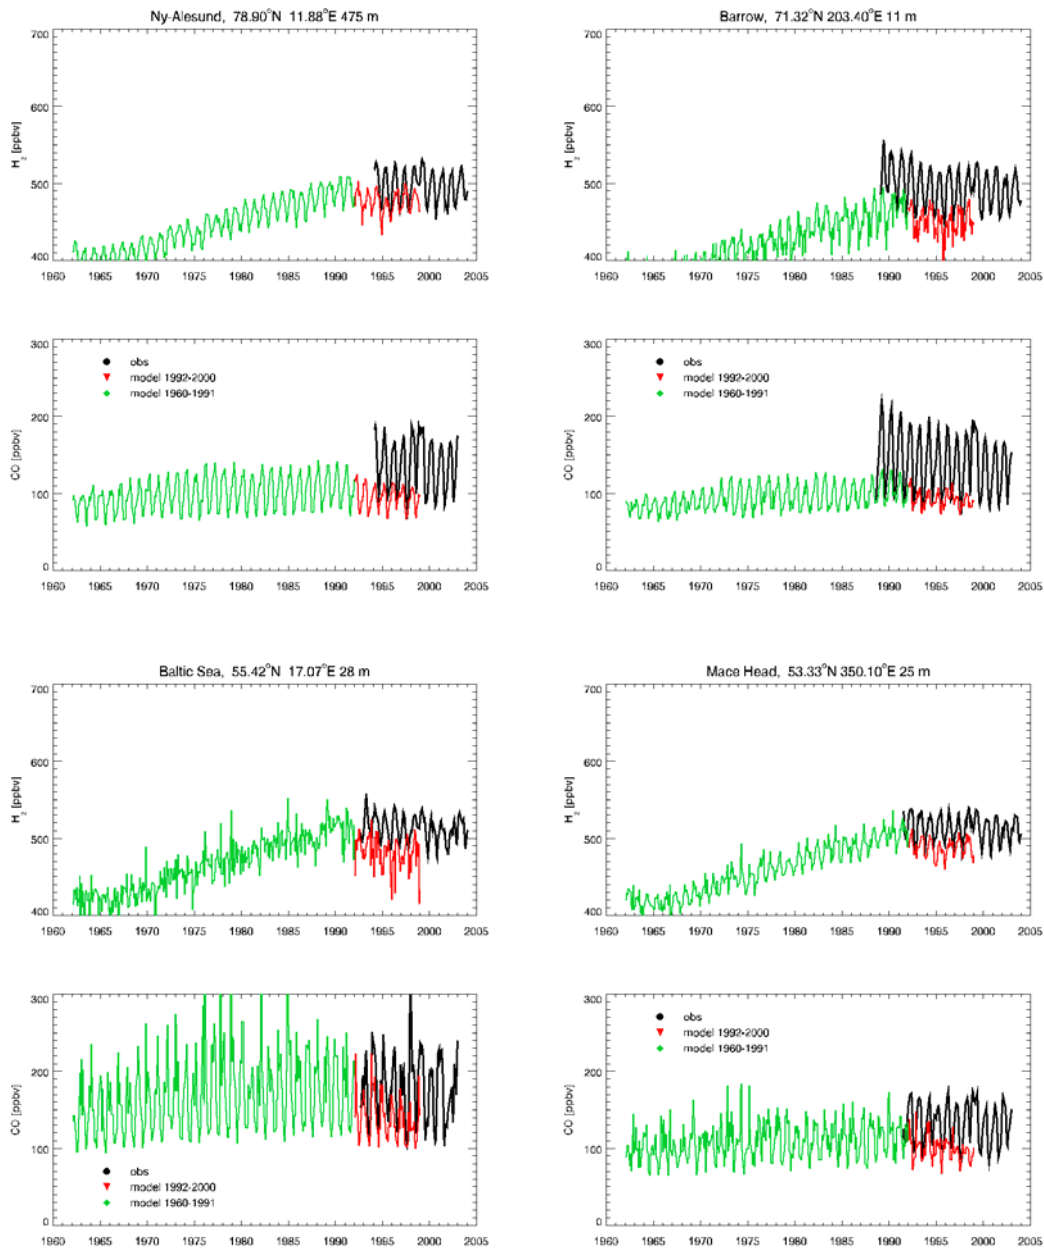 Ny-Alesund, 78.90°N 11.88°E 475 m
700
600
500
400
H2 [ppbv]
1960 1965 1970 1975 1980 1985 1990 1995 2000 2005
Barrow, 71.32°N 203.40°E 11 m
700
600
500
400
H2 [ppbv]
1960 1965 1970 1975 1980 1985 1990 1995 2000 2005
300
200
100
0
CO [ppbv]
obs
model 1992-2000
model 1960-1991
1960 1965 1970 1975 1980 1985 1990 1995 2000 2005
300
200
100
0
CO [ppbv]
obs
model 1992-2000
model 1960-1991
1960 1965 1970 1975 1980 1985 1990 1995 2000 2005
Baltic Sea, 55.42°N 17.07°E 28 m
700
600
500
400
H2 [ppbv]
1960 1965 1970 1975 1980 1985 1990 1995 2000 2005
Mace Head, 53.33°N 350.10°E 25 m
700
600
500
400
H2 [ppbv]
1960 1965 1970 1975 1980 1985 1990 1995 2000 2005
300
200
100
0
CO [ppbv]
obs
model 1992-2000
model 1960-1991
1960 1965 1970 1975 1980 1985 1990 1995 2000 2005
300
200
100
0
CO [ppbv]
obs
model 1992-2000
model 1960-1991
1960 1965 1970 1975 1980 1985 1990 1995 2000 2005